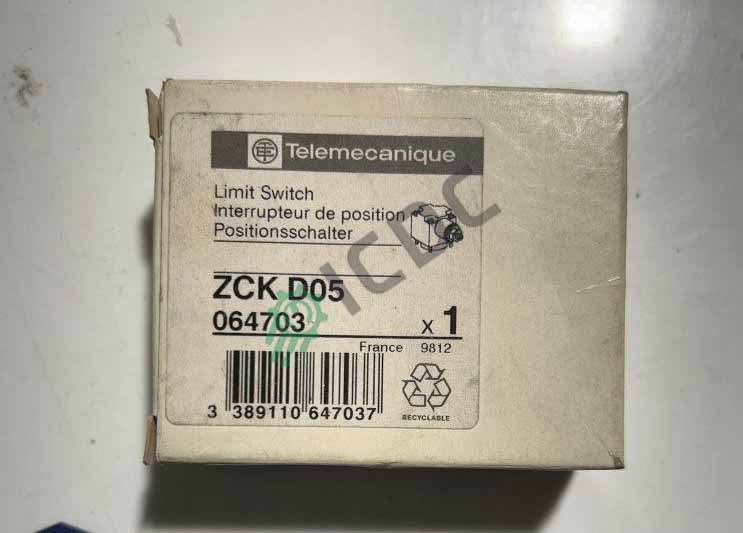 Telemecanique
Limit Switch
Interrupteur de position
Positionsschalter
ZCK D05
064703
x 1
France 9812
3 389110 647037
RECYCLABLE
ICDC